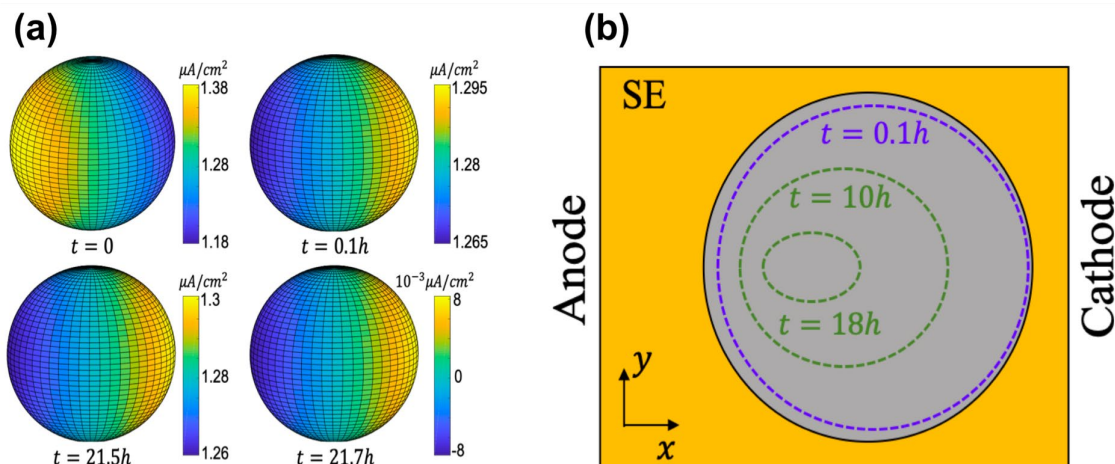 (a)
μA/cm²
1.38
1.28
1.18
t = 0
μA/cm²
1.295
1.28
1.265
t = 0.1h
μA/cm²
1.3
1.28
1.26
t = 21.5h
10⁻³μA/cm²
8
0
-8
t = 21.7h
(b)
SE
t = 0.1h
t = 10h
t = 18h
Anode
Cathode
y
x